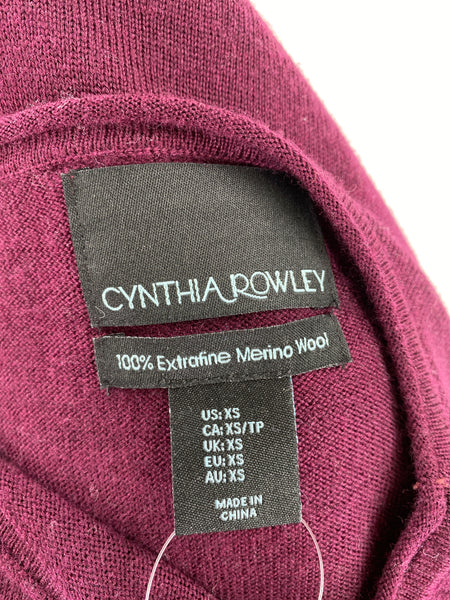 CYNTHIA ROWLEY
100% Extrafine Merino Wool
US: XS
CA: XS/TP
UK: XS
EU: XS
AU: XS
MADE IN
CHINA